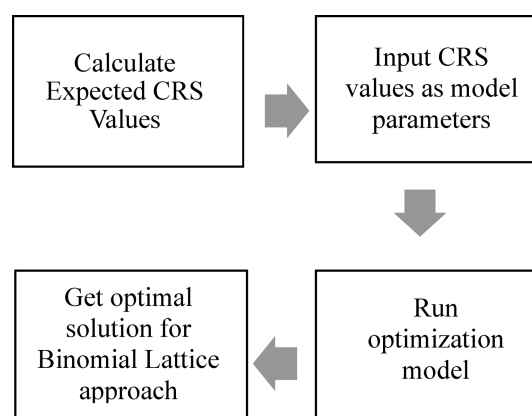 Calculate
Expected CRS
Values
Input CRS
values as model
parameters
Run
optimization
model
Get optimal
solution for
Binomial Lattice
approach